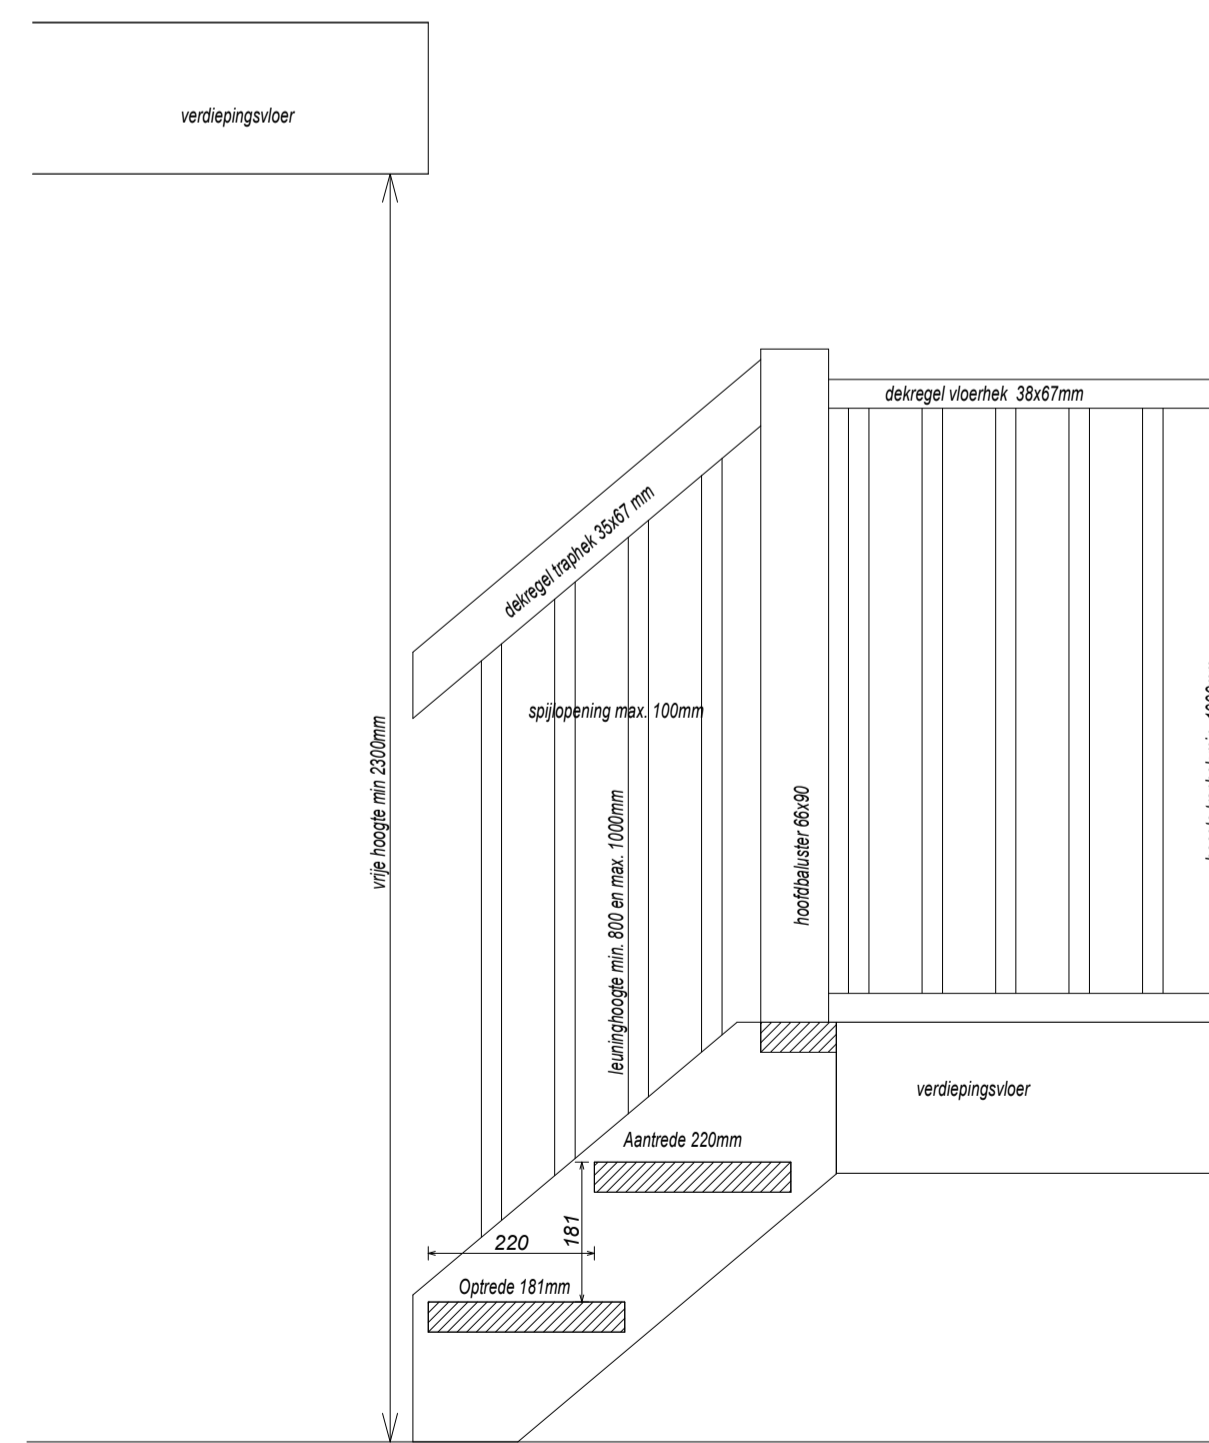 verdiepingsvloer
dekregel vloerhek 38x67mm
dekregel traphek 35x67 mm
spijlopening max. 100mm
vrije hoogte min 2300mm
leuninghoogte min. 800 en max. 1000mm
hoofdbaluster 66x90
verdiepingsvloer
Aantrede 220mm
181
220
Optrede 181mm